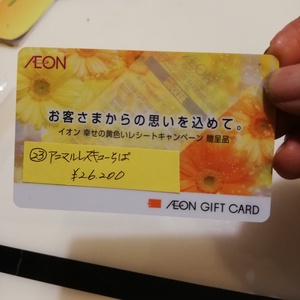 ÆON
お客さまからの思いを込めて。
イオン 幸せの黄色いレシートキャンペーン 贈呈品
㉓アニマルレスキューちば
¥26,200
ÆON GIFT CARD